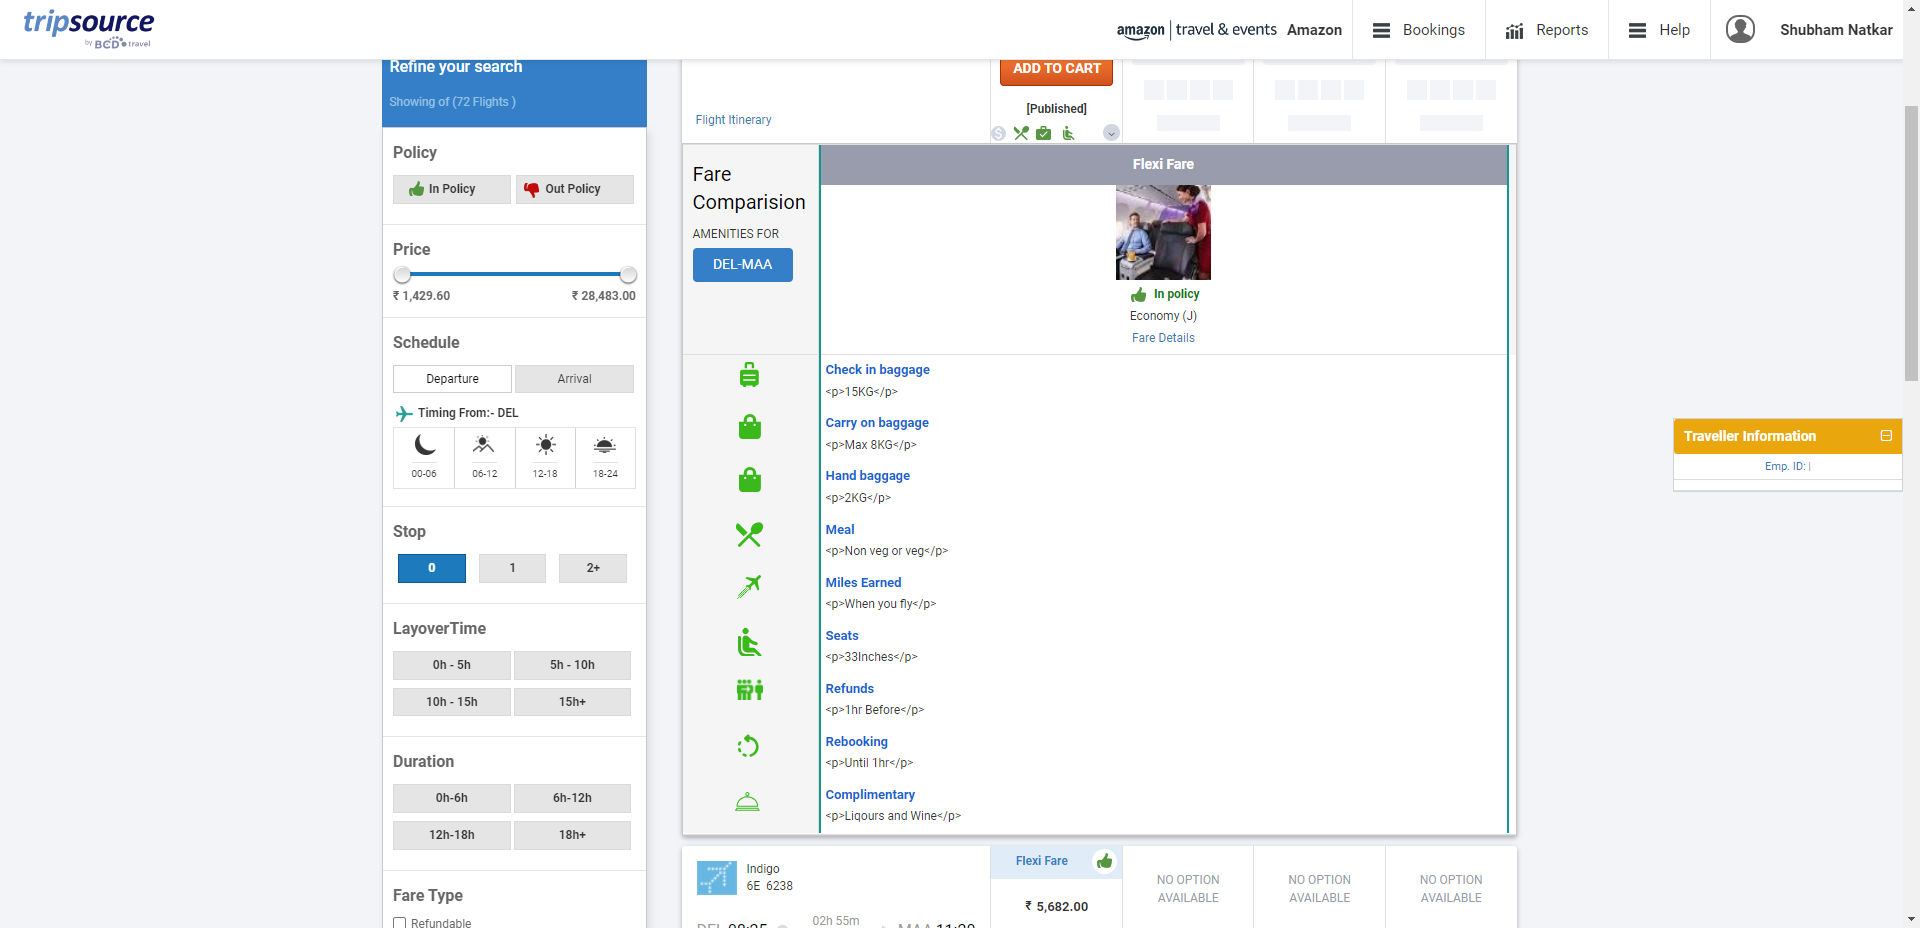 tripsource
by BCD travel
amazon | travel & events Amazon
Bookings
Reports
Help
Shubham Natkar
Refine your search
Showing of (72 Flights )
Policy
In Policy
Out Policy
Price
₹ 1,429.60
₹ 28,483.00
Schedule
Departure
Arrival
Timing From:- DEL
00-06
06-12
12-18
18-24
Stop
0
1
2+
LayoverTime
0h - 5h
5h - 10h
10h - 15h
15h+
Duration
0h-6h
6h-12h
12h-18h
18h+
Fare Type
Refundable
Flight Itinerary
ADD TO CART
[Published]
Fare
Comparision
AMENITIES FOR
DEL-MAA
Flexi Fare
In policy
Economy (J)
Fare Details
Check in baggage
<p>15KG</p>
Carry on baggage
<p>Max 8KG</p>
Hand baggage
<p>2KG</p>
Meal
<p>Non veg or veg</p>
Miles Earned
<p>When you fly</p>
Seats
<p>33Inches</p>
Refunds
<p>1hr Before</p>
Rebooking
<p>Until 1hr</p>
Complimentary
<p>Liqours and Wine</p>
Indigo
6E 6238
02h 55m
Flexi Fare
₹ 5,682.00
NO OPTION
AVAILABLE
NO OPTION
AVAILABLE
NO OPTION
AVAILABLE
Traveller Information
Emp. ID: |